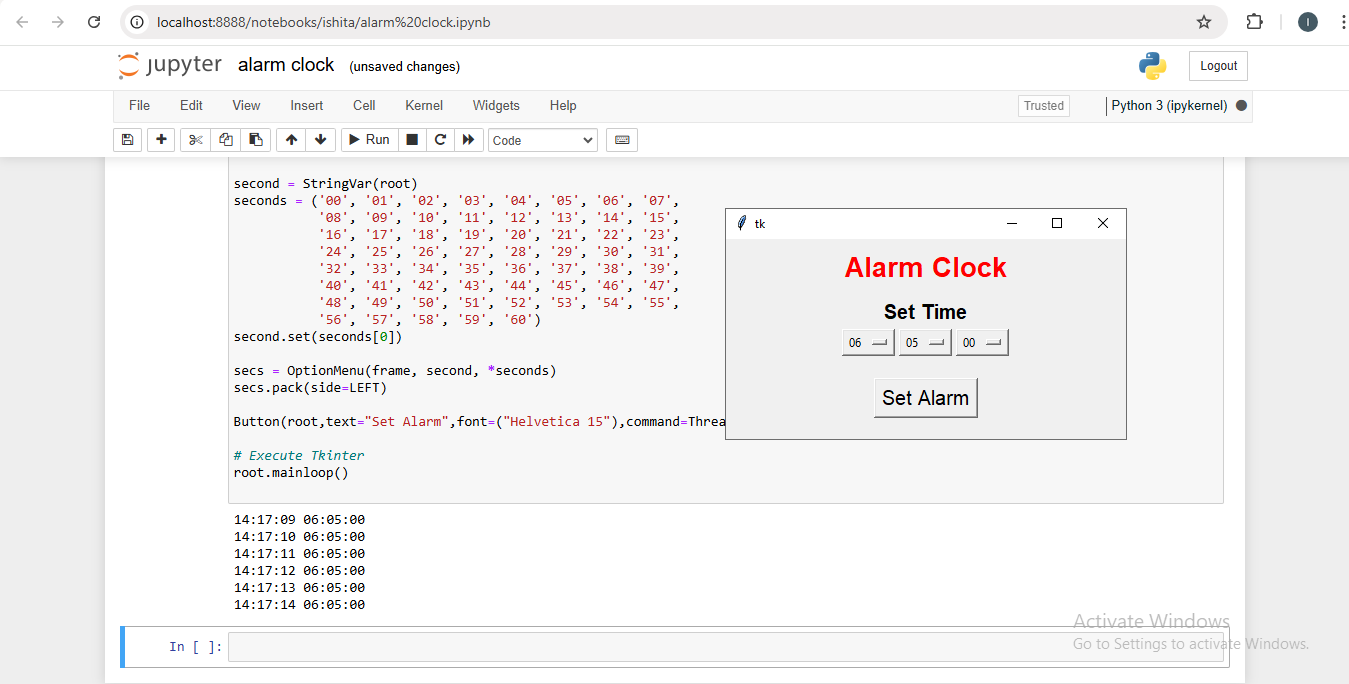 localhost:8888/notebooks/ishita/alarm%20clock.ipynb
I
jupyter alarm clock (unsaved changes)
Logout
File Edit View Insert Cell Kernel Widgets Help
Trusted Python 3 (ipykernel)
Run Code
second = StringVar(root)
seconds = ('00', '01', '02', '03', '04', '05', '06', '07',
'08', '09', '10', '11', '12', '13', '14', '15',
'16', '17', '18', '19', '20', '21', '22', '23',
'24', '25', '26', '27', '28', '29', '30', '31',
'32', '33', '34', '35', '36', '37', '38', '39',
'40', '41', '42', '43', '44', '45', '46', '47',
'48', '49', '50', '51', '52', '53', '54', '55',
'56', '57', '58', '59', '60')
second.set(seconds[0])
secs = OptionMenu(frame, second, *seconds)
secs.pack(side=LEFT)
Button(root,text="Set Alarm",font=("Helvetica 15"),command=Threa
# Execute Tkinter
root.mainloop()
tk
Alarm Clock
Set Time
06 05 00
Set Alarm
14:17:09 06:05:00
14:17:10 06:05:00
14:17:11 06:05:00
14:17:12 06:05:00
14:17:13 06:05:00
14:17:14 06:05:00
In [ ]:
Activate Windows
Go to Settings to activate Windows.